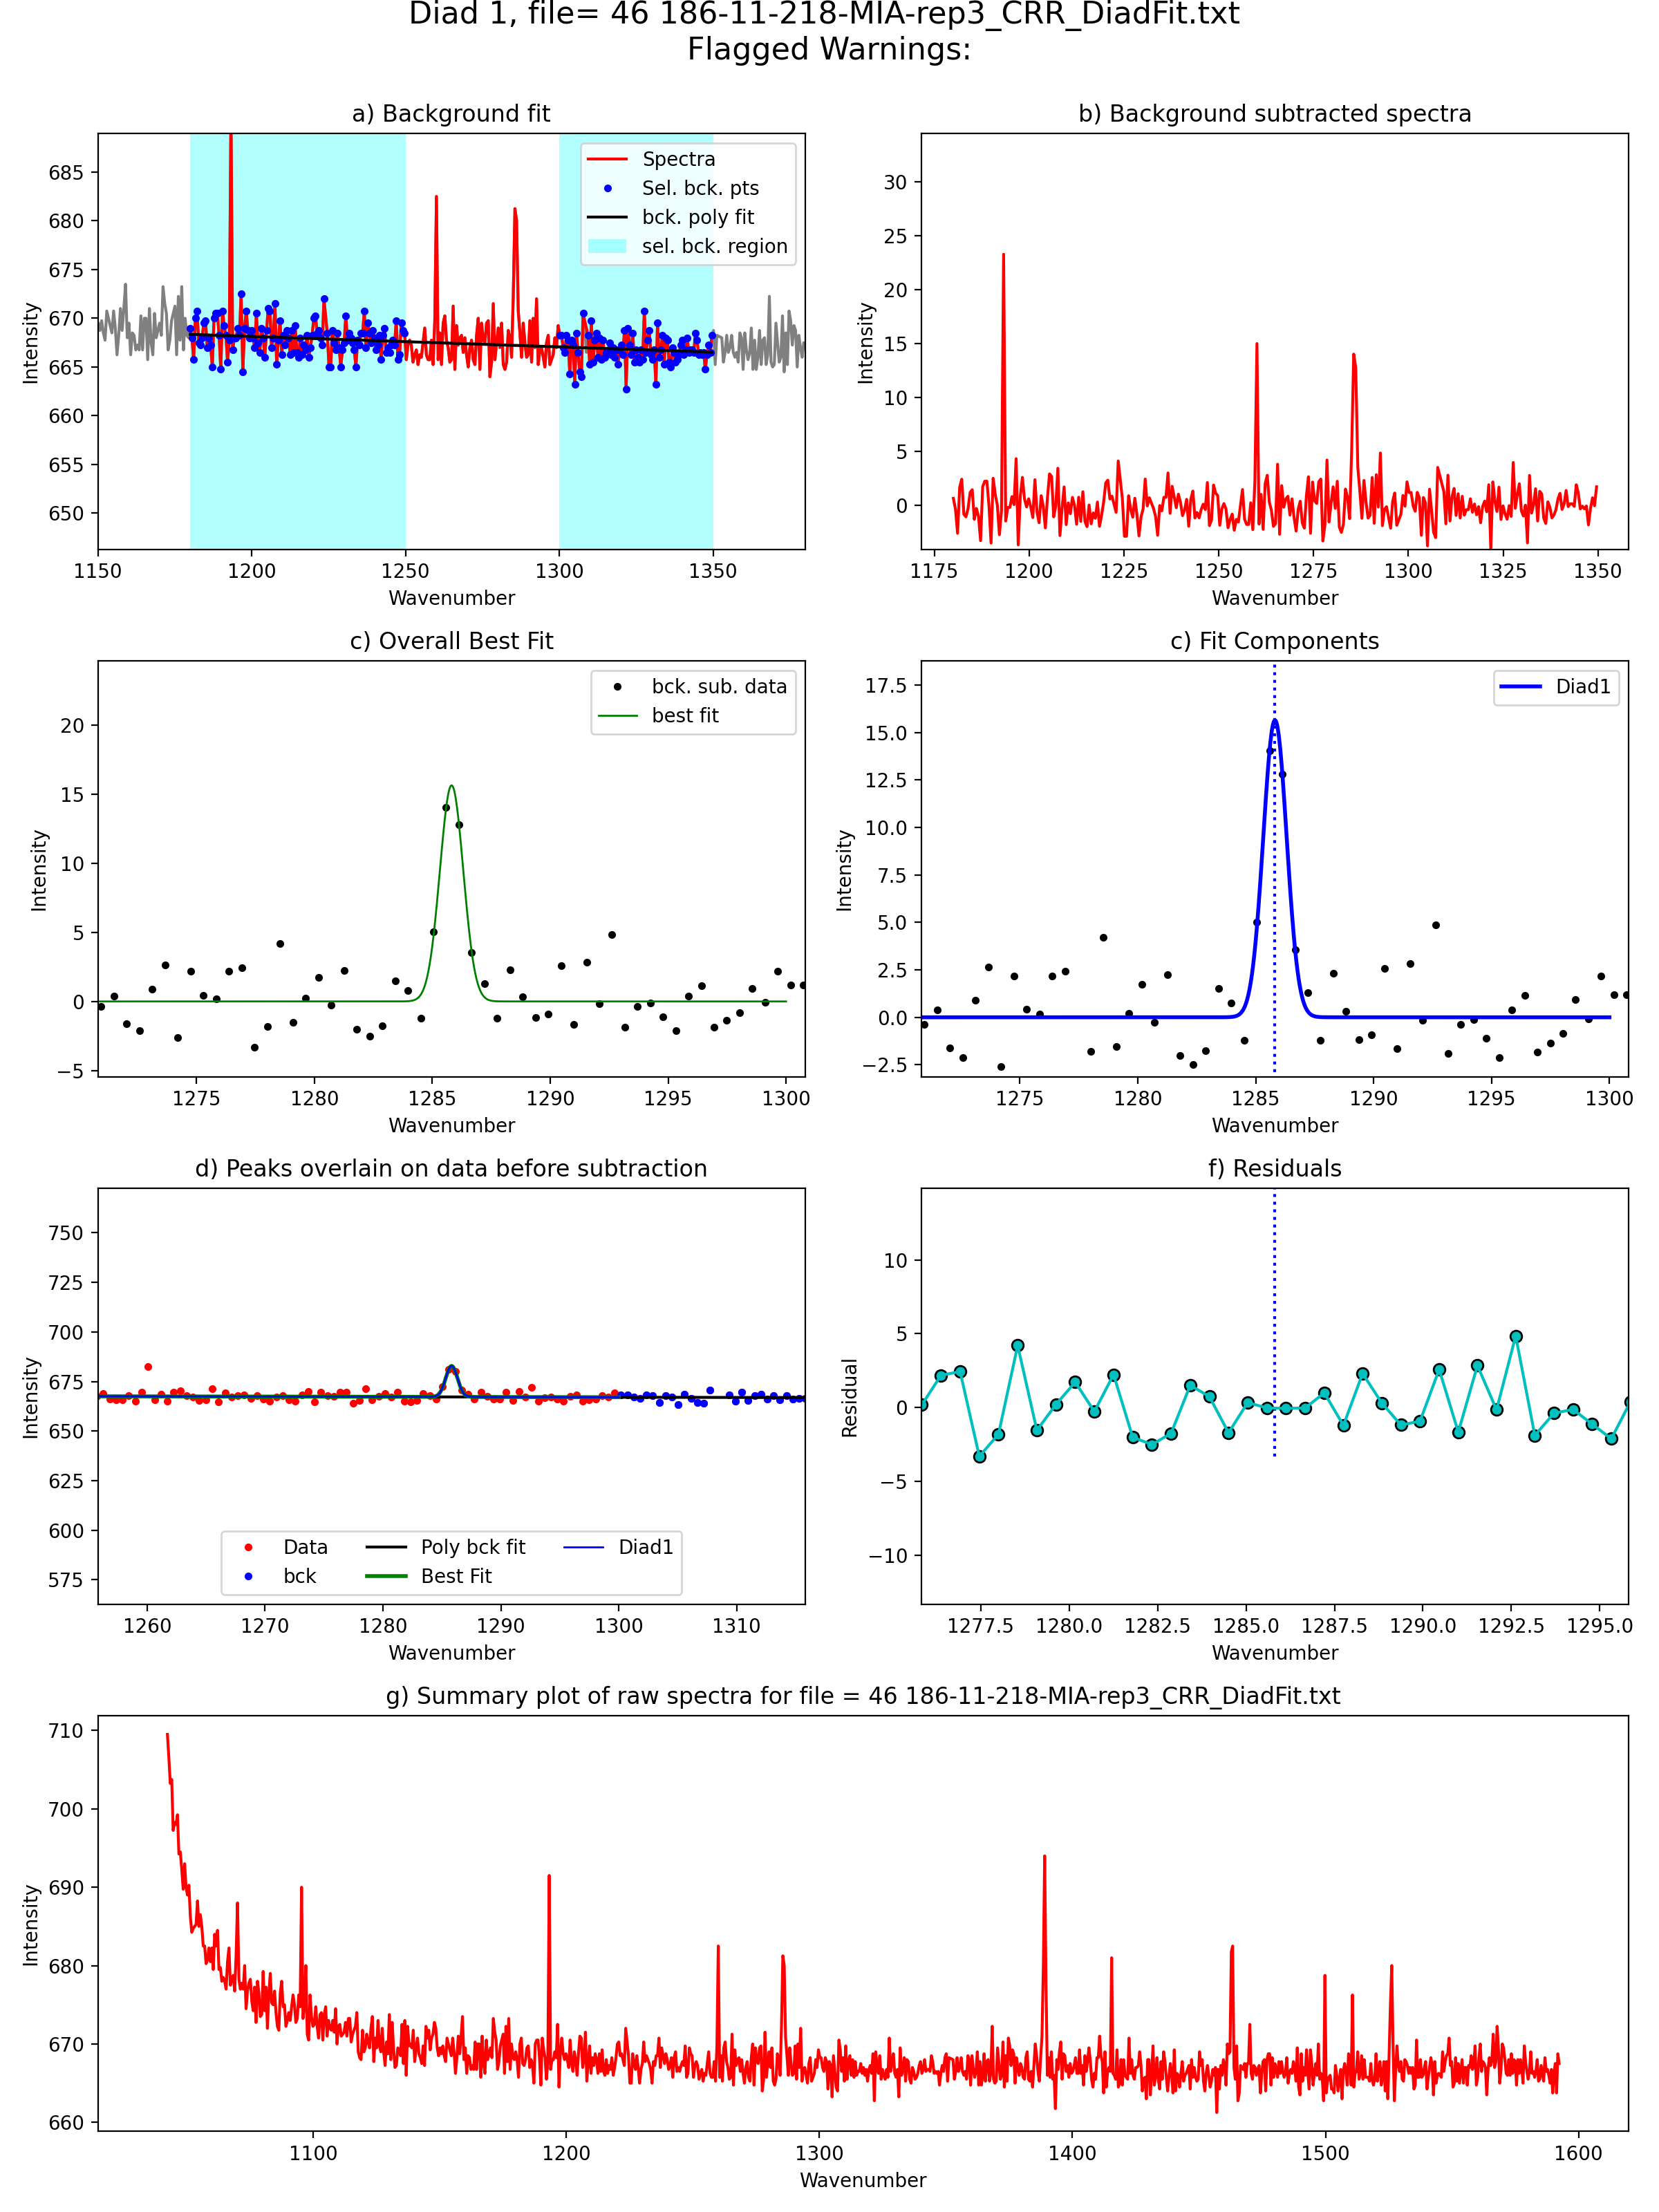 Diad 1, file= 46 186-11-218-MIA-rep3_CRR_DiadFit.txt
Flagged Warnings:
a) Background fit
685
680
675
670
665
660
655
650
Intensity
Spectra
Sel. bck. pts
bck. poly fit
sel. bck. region
1150 1200 1250 1300 1350
Wavenumber
b) Background subtracted spectra
30
25
20
15
10
5
0
Intensity
1175 1200 1225 1250 1275 1300 1325 1350
Wavenumber
c) Overall Best Fit
20
15
10
5
0
−5
Intensity
bck. sub. data
best fit
1275 1280 1285 1290 1295 1300
Wavenumber
c) Fit Components
17.5
15.0
12.5
10.0
7.5
5.0
2.5
0.0
−2.5
Intensity
Diad1
1275 1280 1285 1290 1295 1300
Wavenumber
d) Peaks overlain on data before subtraction
750
725
700
675
650
625
600
575
Intensity
Data
bck
Poly bck fit
Best Fit
Diad1
1260 1270 1280 1290 1300 1310
Wavenumber
f) Residuals
10
5
0
−5
−10
Residual
1277.5 1280.0 1282.5 1285.0 1287.5 1290.0 1292.5 1295.0
Wavenumber
g) Summary plot of raw spectra for file = 46 186-11-218-MIA-rep3_CRR_DiadFit.txt
710
700
690
680
670
660
Intensity
1100 1200 1300 1400 1500 1600
Wavenumber